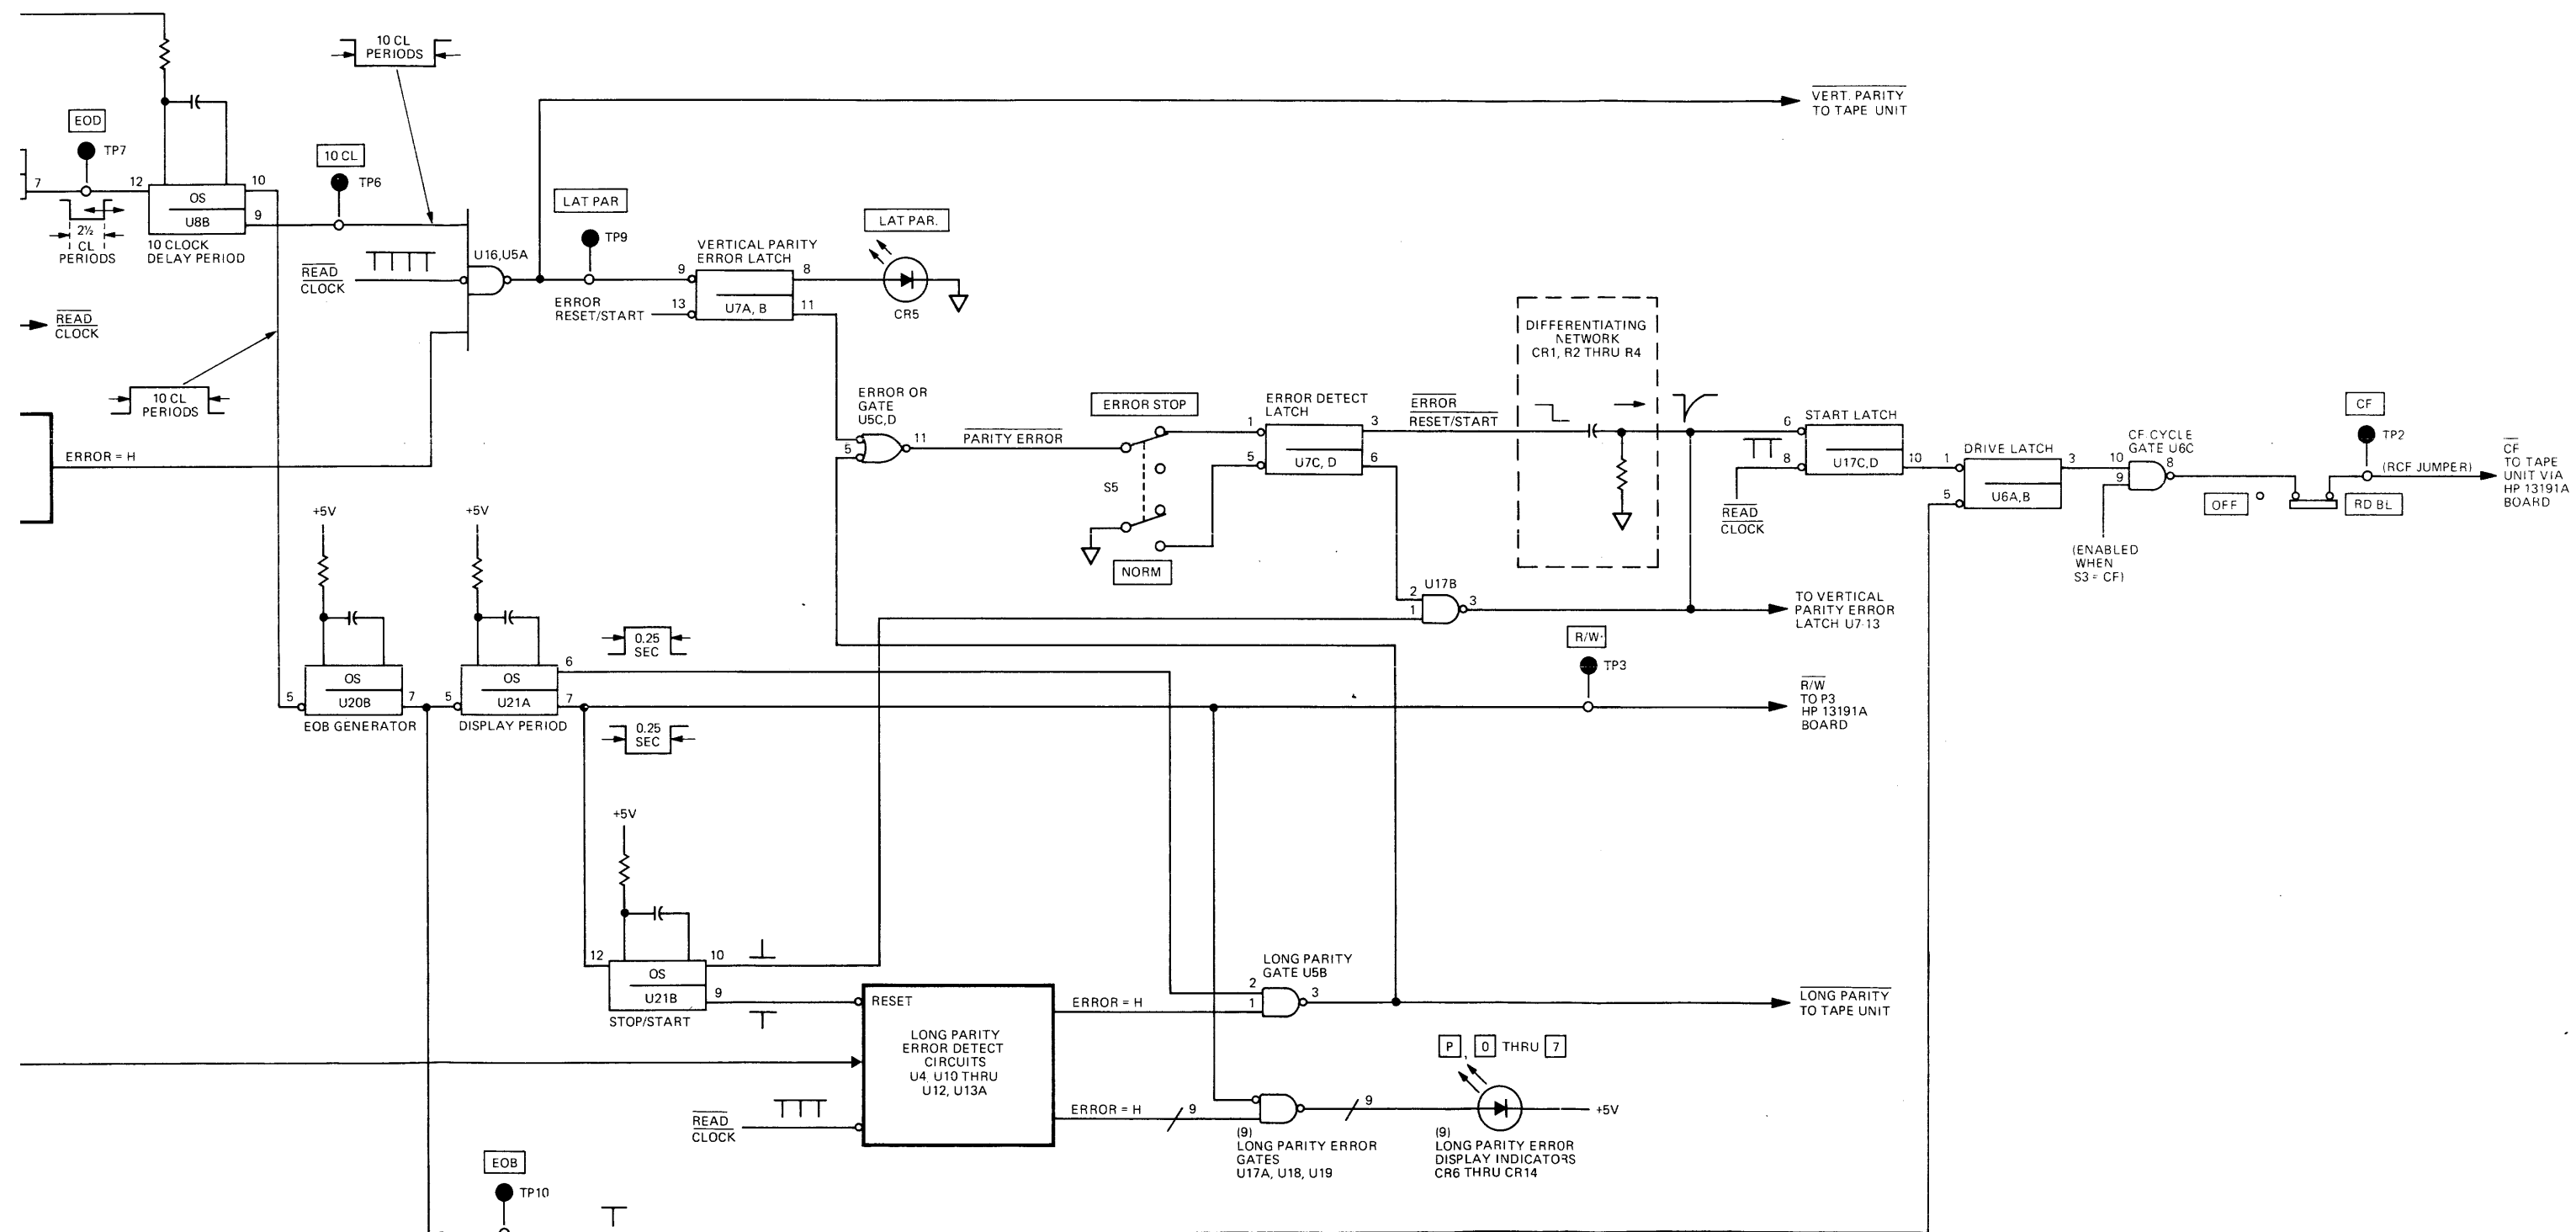 10 CL
PERIODS
EOD
TP7
7
12
10
OS
U8B
9
2½
CL
PERIODS
10 CLOCK
DELAY PERIOD
10 CL
TP6
READ
CLOCK
U16,U5A
READ
CLOCK
10 CL
PERIODS
ERROR = H
VERT. PARITY
TO TAPE UNIT
LAT PAR
TP9
VERTICAL PARITY
ERROR LATCH
9
8
ERROR
RESET/START
13
U7A, B
11
LAT PAR.
CR5
ERROR OR
GATE
U5C,D
5
11
PARITY ERROR
ERROR STOP
S5
NORM
ERROR DETECT
LATCH
1
3
5
U7C, D
6
ERROR
RESET/START
DIFFERENTIATING
NETWORK
CR1, R2 THRU R4
START LATCH
6
8
U17C,D
10
READ
CLOCK
DRIVE LATCH
1
3
5
U6A,B
CF CYCLE
GATE U6C
10
8
9
(ENABLED
WHEN
S3 = CF)
CF
TP2
(RCF JUMPER)
OFF
RD BL
CF
TO TAPE
UNIT VIA
HP 13191A
BOARD
U17B
2
1
3
TO VERTICAL
PARITY ERROR
LATCH U7-13
+5V
+5V
0.25
SEC
5
OS
U20B
7
EOB GENERATOR
5
OS
U21A
6
7
DISPLAY PERIOD
0.25
SEC
R/W
TP3
R/W
TO P3
HP 13191A
BOARD
+5V
12
OS
U21B
10
9
STOP/START
RESET
LONG PARITY
ERROR DETECT
CIRCUITS
U4, U10 THRU
U12, U13A
READ
CLOCK
ERROR = H
ERROR = H
9
LONG PARITY
GATE U5B
2
1
3
LONG PARITY
TO TAPE UNIT
(9)
LONG PARITY ERROR
GATES
U17A, U18, U19
9
P, 0 THRU 7
+5V
(9)
LONG PARITY ERROR
DISPLAY INDICATORS
CR6 THRU CR14
EOB
TP10